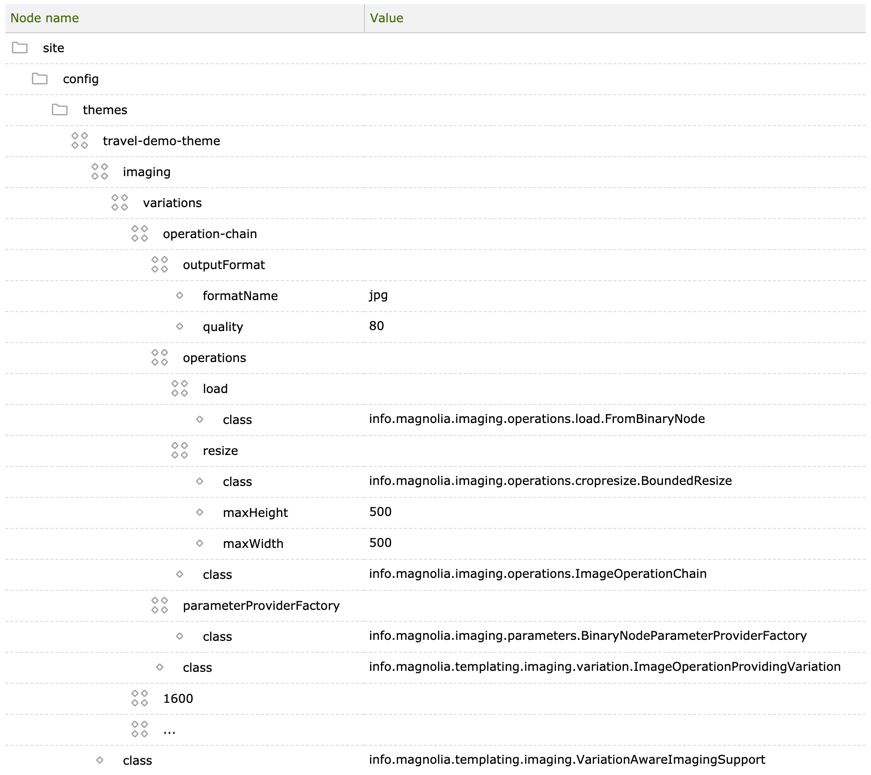 Node name Value
site
config
themes
travel-demo-theme
imaging
variations
operation-chain
outputFormat
formatName jpg
quality 80
operations
load
class info.magnolia.imaging.operations.load.FromBinaryNode
resize
class info.magnolia.imaging.operations.cropresize.BoundedResize
maxHeight 500
maxWidth 500
class info.magnolia.imaging.operations.ImageOperationChain
parameterProviderFactory
class info.magnolia.imaging.parameters.BinaryNodeParameterProviderFactory
class info.magnolia.templating.imaging.variation.ImageOperationProvidingVariation
1600
...
class info.magnolia.templating.imaging.VariationAwareImagingSupport